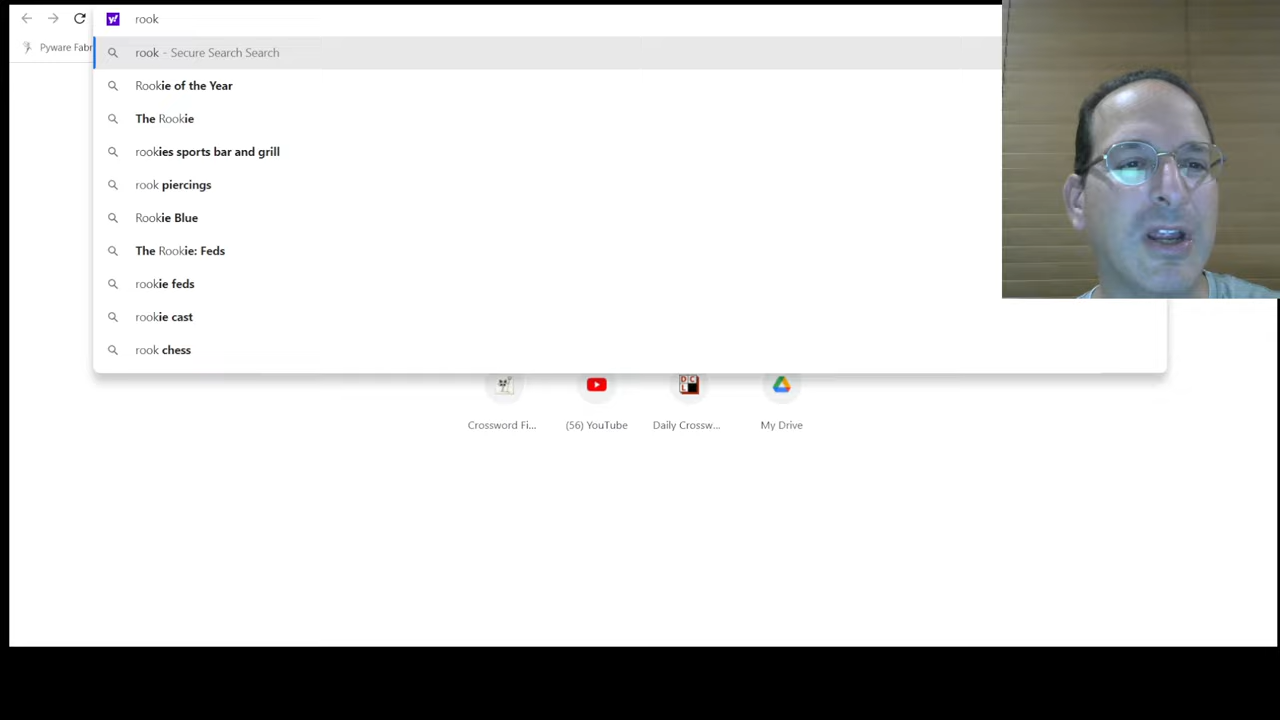 y!
rook
Pyware Fabr
rook - Secure Search Search
Rookie of the Year
The Rookie
rookies sports bar and grill
rook piercings
Rookie Blue
The Rookie: Feds
rookie feds
rookie cast
rook chess
Crossword Fi... (56) YouTube Daily Crossw... My Drive